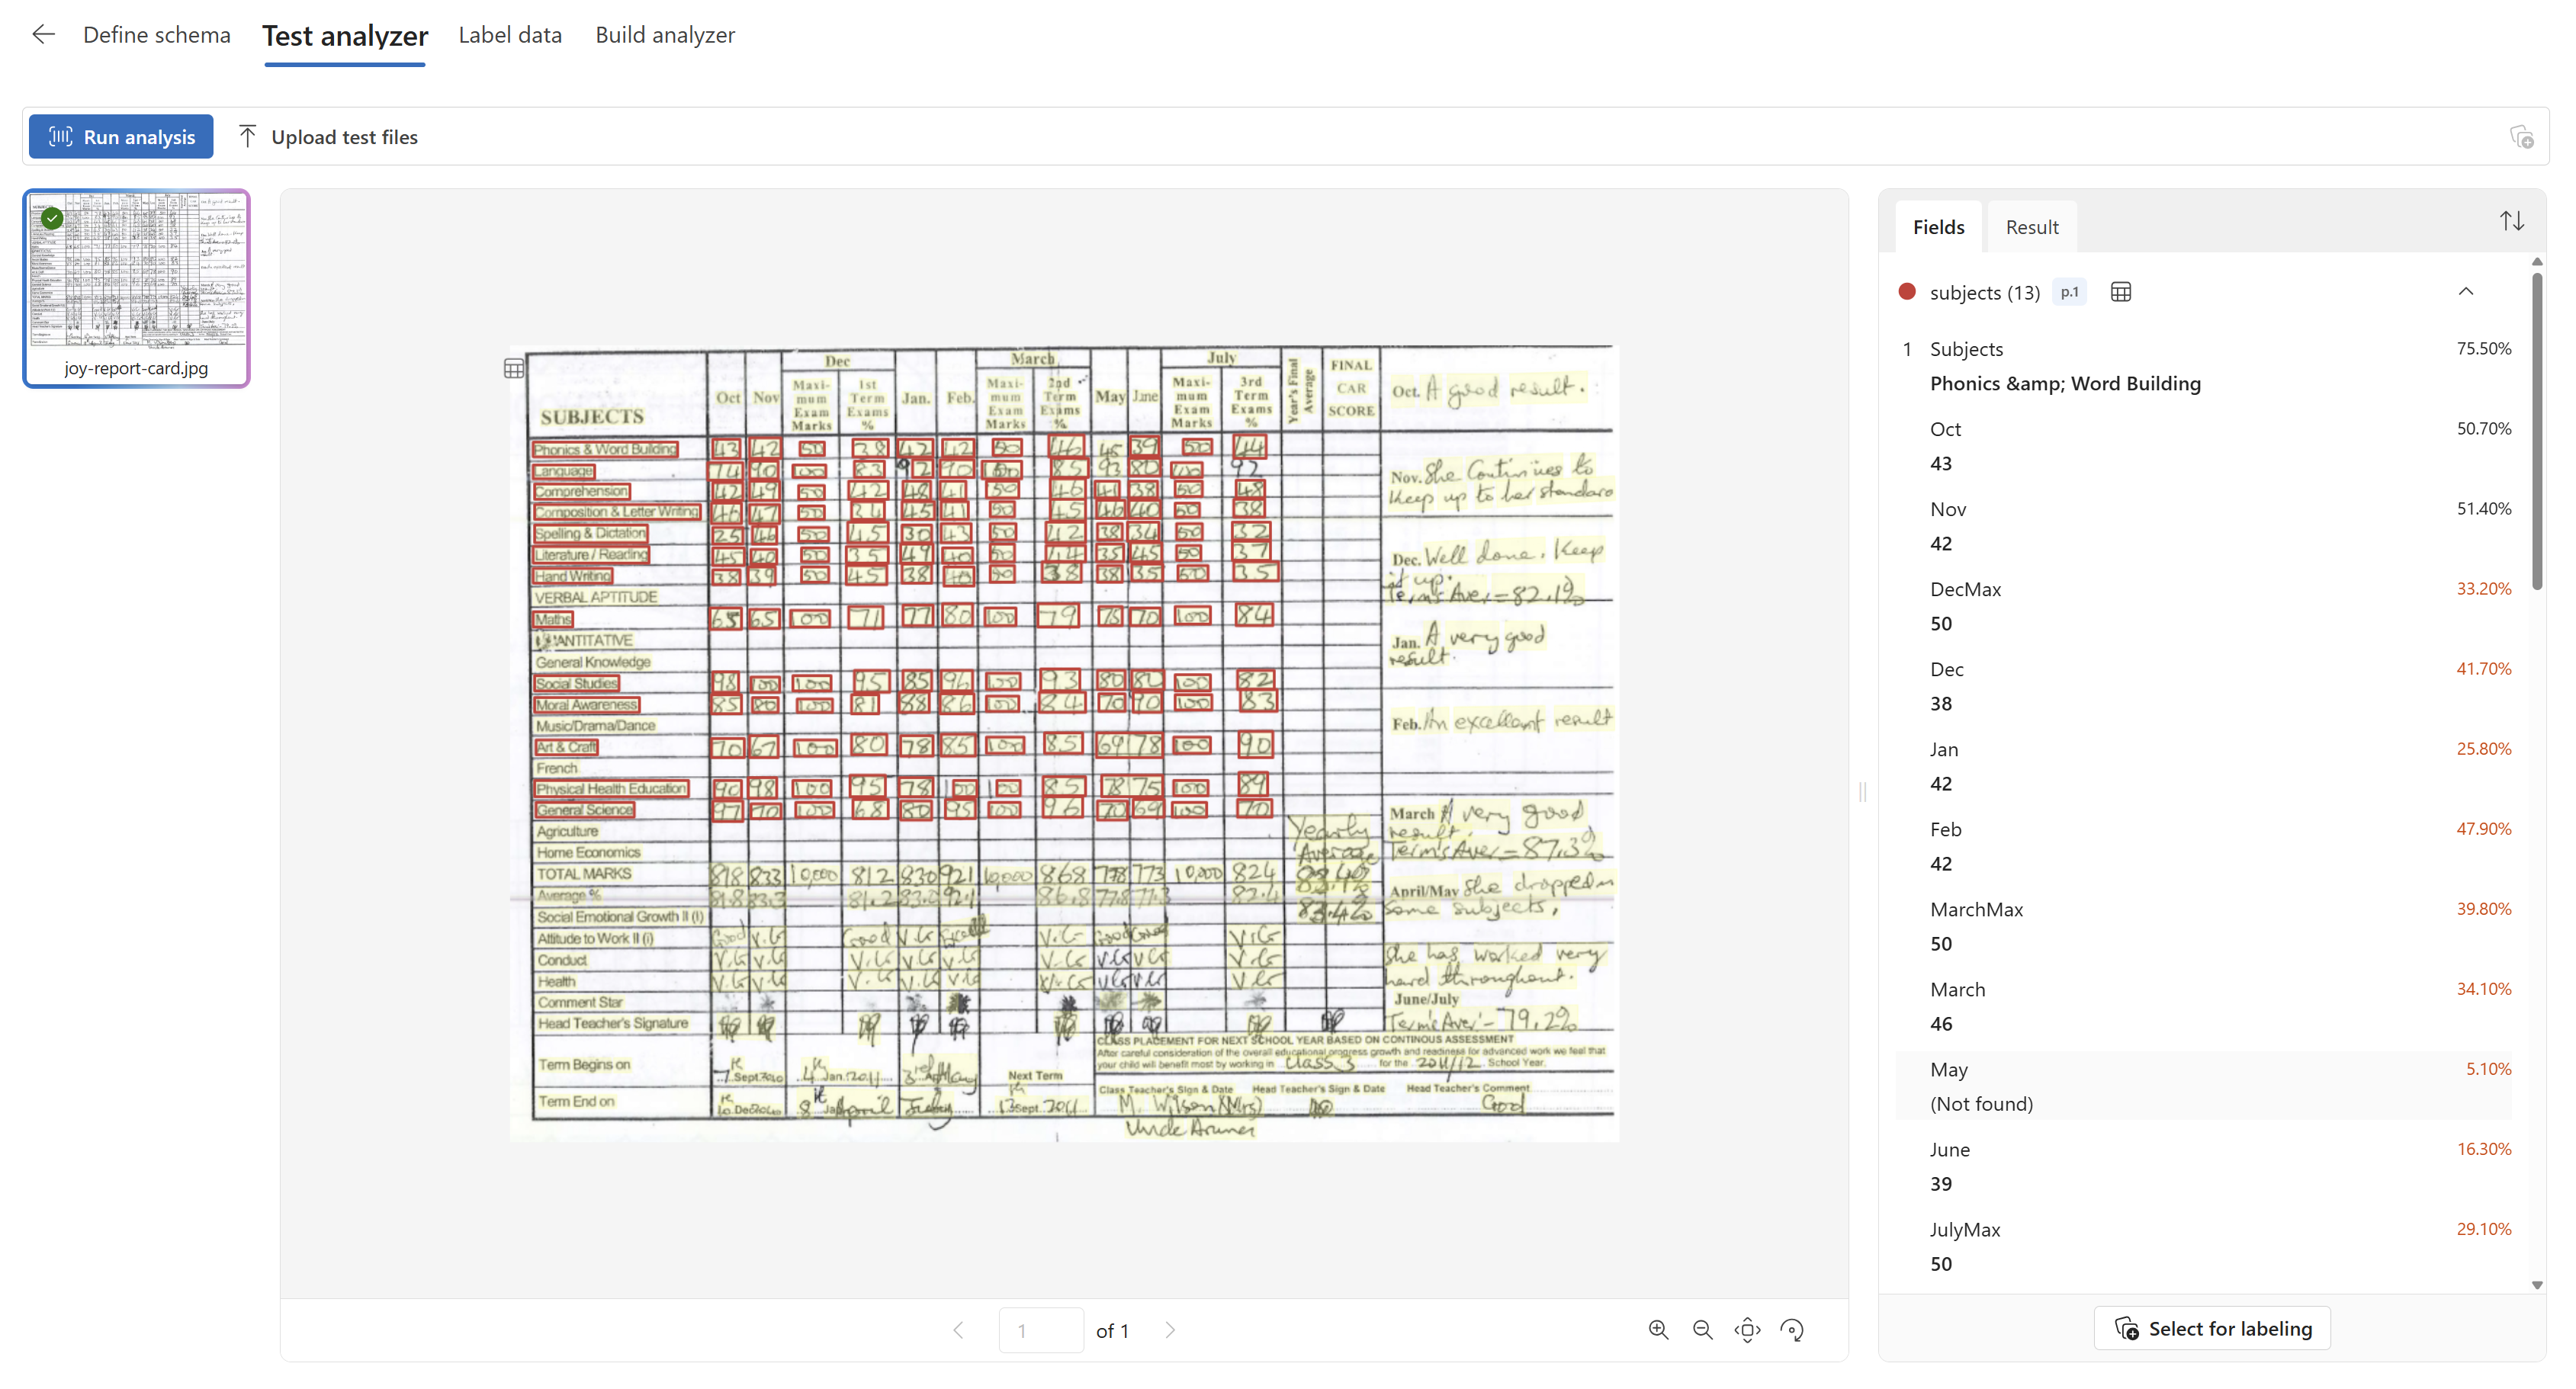 Define schema
Test analyzer
Label data
Build analyzer
Run analysis
Upload test files
joy-report-card.jpg
Dec March July FINAL CAR SCORE
SUBJECTS Oct Nov Maximum Exam Marks 1st Term Exams % Jan. Feb. Maximum Exam Marks 2nd Term Exams % May June Maximum Exam Marks 3rd Term Exams % Year's Final Average
Oct. A good result.
Phonics & Word Building 43 42 50 38 42 42 50 46 45 39 50 44
Language 74 90 100 83 92 90 100 85 93 80 100 97
Nov. She Continues to
Keep up to her standard
Comprehension 42 49 50 42 48 41 50 46 41 38 50 48
Composition & Letter Writing 46 47 50 34 45 41 50 45 46 40 50 38
Spelling & Dictation 25 46 50 45 30 43 50 42 38 34 50 32
Literature / Reading 45 40 50 35 49 40 50 44 35 45 50 37
Dec. Well done. Keep
it up.
Term's Aver = 82.1%
Hand Writing 38 39 50 45 38 40 50 38 38 35 50 35
VERBAL APTITUDE
Maths 65 65 100 71 77 80 100 79 75 70 100 84
QUANTITATIVE
Jan. A very good
result.
General Knowledge
Social Studies 98 100 100 95 85 96 100 93 80 80 100 82
Moral Awareness 85 80 100 81 88 86 100 84 70 90 100 83
Music/Drama/Dance
Feb. An excellent result
Art & Craft 70 67 100 80 78 85 100 85 69 78 100 90
French
Physical Health Education 90 98 100 95 78 100 100 85 78 75 100 89
General Science 97 70 100 68 80 95 100 96 70 69 100 70
Agriculture
Home Economics
Yearly
Average
March A very good
result.
Term's Aver = 87.3%
TOTAL MARKS 818 833 10,000 812 830 921 10,000 868 778 773 10,000 824
Average % 81.8 83.3 81.2 83.0 92.1 86.8 77.8 77.3 82.4
83.4%
April/May She dropped in
some subjects.
Social Emotional Growth II (I)
Attitude to Work II (i) Good V.G Good V.G V.G Good Good V.G
Conduct V.G V.G V.G V.G V.G V.G V.G V.G V.G
Health V.G V.G V.G V.G V.G V.G V.G V.G V.G
She has worked very
hard throughout.
Comment Star
Head Teacher's Signature
June/July
Term's Aver - 79.2%
CLASS PLACEMENT FOR NEXT SCHOOL YEAR BASED ON CONTINOUS ASSESSMENT
After careful consideration of the overall educational progress growth and readiness for advanced work we feel that
your child will benefit most by working in Class 3 for the 2011/12 School Year.
Term Begins on 7th Sept. 2010 4th Jan. 2011 3rd May Next Term
Class Teacher's Sign & Date Head Teacher's Sign & Date Head Teacher's Comment
Term End on 10th Dec 2010 8th April July 13th Sept. 2011 M. Wilson (Mrs) Good
1 of 1
Fields
Result
subjects (13) p.1
1 Subjects 75.50%
Phonics &amp; Word Building
Oct 50.70%
43
Nov 51.40%
42
DecMax 33.20%
50
Dec 41.70%
38
Jan 25.80%
42
Feb 47.90%
42
MarchMax 39.80%
50
March 34.10%
46
May 5.10%
(Not found)
June 16.30%
39
JulyMax 29.10%
50
Select for labeling